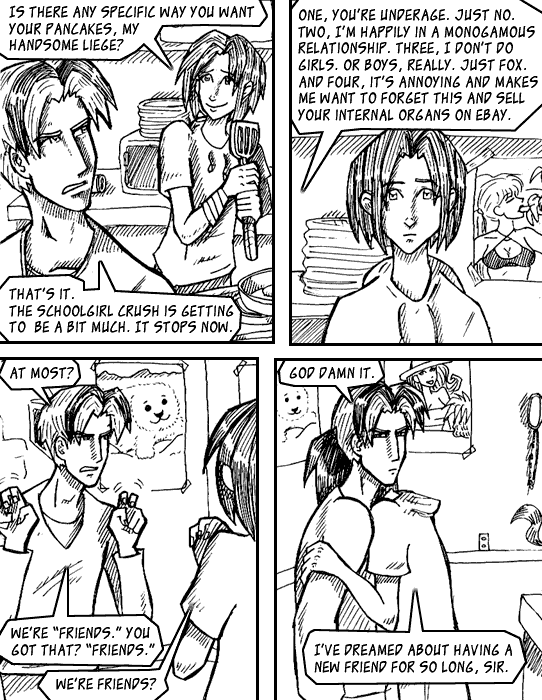 IS THERE ANY SPECIFIC WAY YOU WANT
YOUR PANCAKES, MY
HANDSOME LIEGE?
THAT'S IT.
THE SCHOOLGIRL CRUSH IS GETTING
TO BE A BIT MUCH. IT STOPS NOW.
ONE, YOU'RE UNDERAGE. JUST NO.
TWO, I'M HAPPILY IN A MONOGAMOUS
RELATIONSHIP. THREE, I DON'T DO
GIRLS. OR BOYS, REALLY. JUST FOX.
AND FOUR, IT'S ANNOYING AND MAKES
ME WANT TO FORGET THIS AND SELL
YOUR INTERNAL ORGANS ON EBAY.
AT MOST?
WE'RE "FRIENDS." YOU
GOT THAT? "FRIENDS."
WE'RE FRIENDS?
GOD DAMN IT.
I'VE DREAMED ABOUT HAVING A
NEW FRIEND FOR SO LONG, SIR.